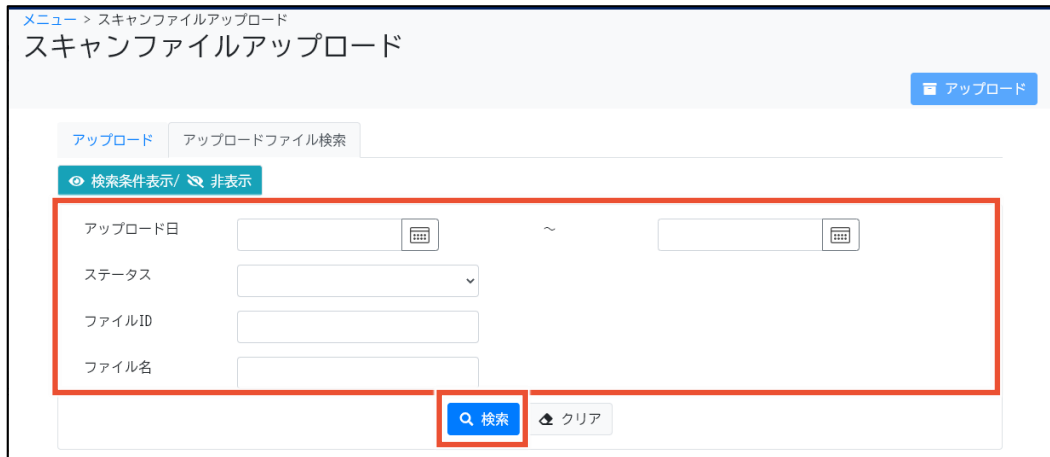 メニュー > スキャンファイルアップロード
スキャンファイルアップロード
アップロード
アップロード アップロードファイル検索
検索条件表示/ 非表示
アップロード日 ～
ステータス
ファイルID
ファイル名
検索 クリア